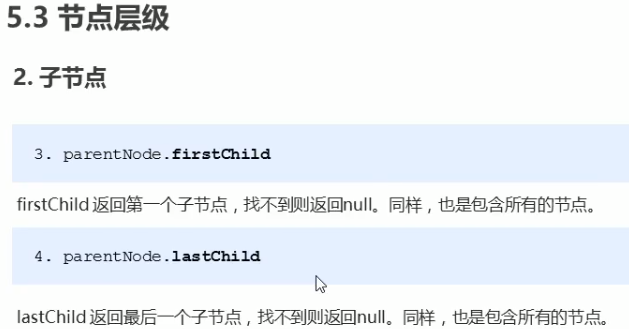 5.3 节点层级
2. 子节点
3. parentNode.firstChild
firstChild 返回第一个子节点，找不到则返回null。同样，也是包含所有的节点。
4. parentNode.lastChild
lastChild 返回最后一个子节点，找不到则返回null。同样，也是包含所有的节点。